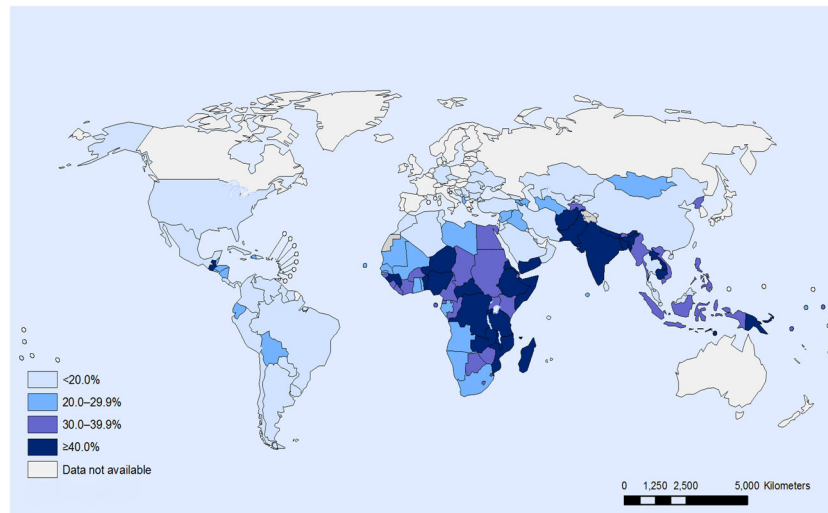 <20.0%
20.0–29.9%
30.0–39.9%
≥40.0%
Data not available
0 1,250 2,500 5,000 Kilometers